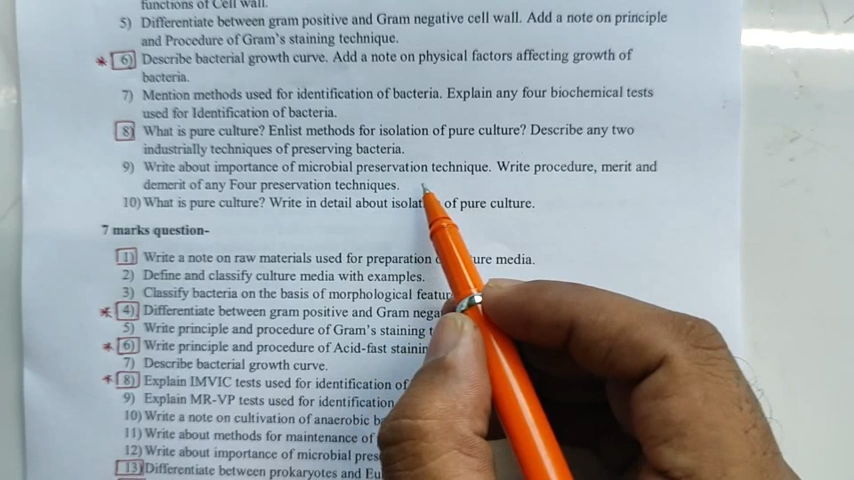 functions of Cell wall.
5) Differentiate between gram positive and Gram negative cell wall. Add a note on principle
and Procedure of Gram's staining technique.
* 6) Describe bacterial growth curve. Add a note on physical factors affecting growth of
bacteria.
7) Mention methods used for identification of bacteria. Explain any four biochemical tests
used for Identification of bacteria.
8) What is pure culture? Enlist methods for isolation of pure culture? Describe any two
industrially techniques of preserving bacteria.
9) Write about importance of microbial preservation technique. Write procedure, merit and
demerit of any Four preservation techniques.
10) What is pure culture? Write in detail about isolat of pure culture.
7 marks question-
1) Write a note on raw materials used for preparation ure media.
2) Define and classify culture media with examples.
3) Classify bacteria on the basis of morphological featur
* 4) Differentiate between gram positive and Gram nega
5) Write principle and procedure of Gram's staining t
* 6) Write principle and procedure of Acid-fast stainin
7) Describe bacterial growth curve.
* 8) Explain IMVIC tests used for identification of
9) Explain MR-VP tests used for identification
10) Write a note on cultivation of anaerobic b
11) Write about methods for maintenance of
12) Write about importance of microbial pres
13) Differentiate between prokaryotes and Eu